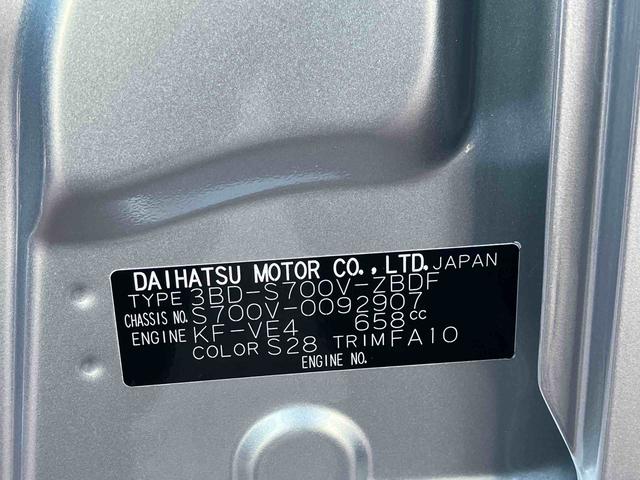 DAIHATSU MOTOR CO.,LTD. JAPAN
TYPE 3BD-S700V-ZBDF
CHASSIS NO. S700V-0092907
ENGINE KF-VE4 658cc
COLOR S28 TRIM FA10
ENGINE NO.